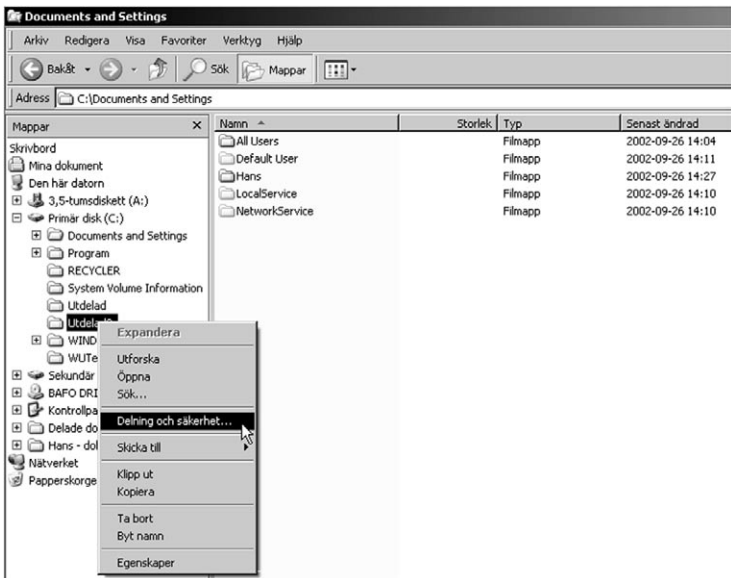 Documents and Settings
Arkiv Redigera Visa Favoriter Verktyg Hjälp
Bakåt Sök Mappar
Adress C:\Documents and Settings
Mappar
Skrivbord
Mina dokument
Den här datorn
3,5-tumsdiskett (A:)
Primär disk (C:)
Documents and Settings
Program
RECYCLER
System Volume Information
Utdelad
WIND
WUTe
Sekundär
BAFO DRI
Kontrollpa
Delade do
Hans - dol
Nätverket
Papperskorge
Namn Storlek Typ Senast ändrad
All Users Filmapp 2002-09-26 14:04
Default User Filmapp 2002-09-26 14:11
Hans Filmapp 2002-09-26 14:27
LocalService Filmapp 2002-09-26 14:10
NetworkService Filmapp 2002-09-26 14:10
Expandera
Utforska
Öppna
Sök...
Delning och säkerhet...
Skicka till
Klipp ut
Kopiera
Ta bort
Byt namn
Egenskaper